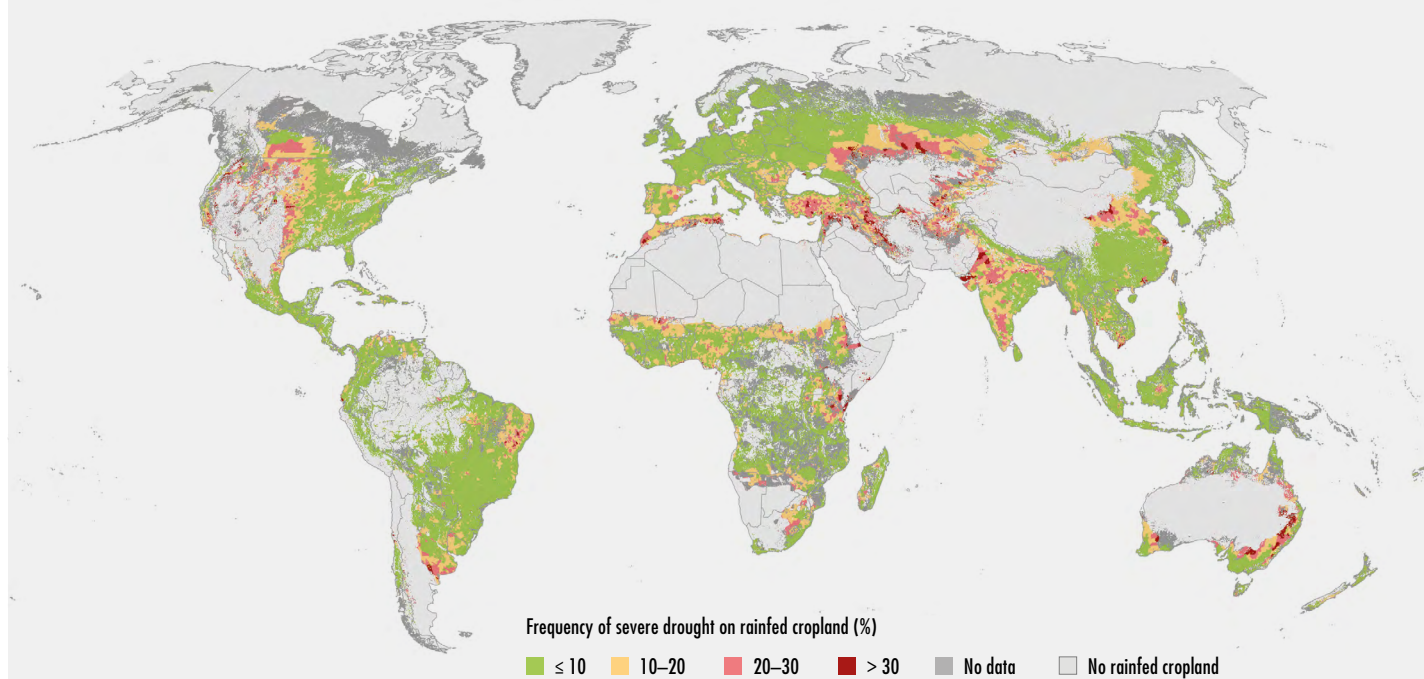 Frequency of severe drought on rainfed cropland (%)
≤ 10 10–20 20–30 > 30 No data No rainfed cropland